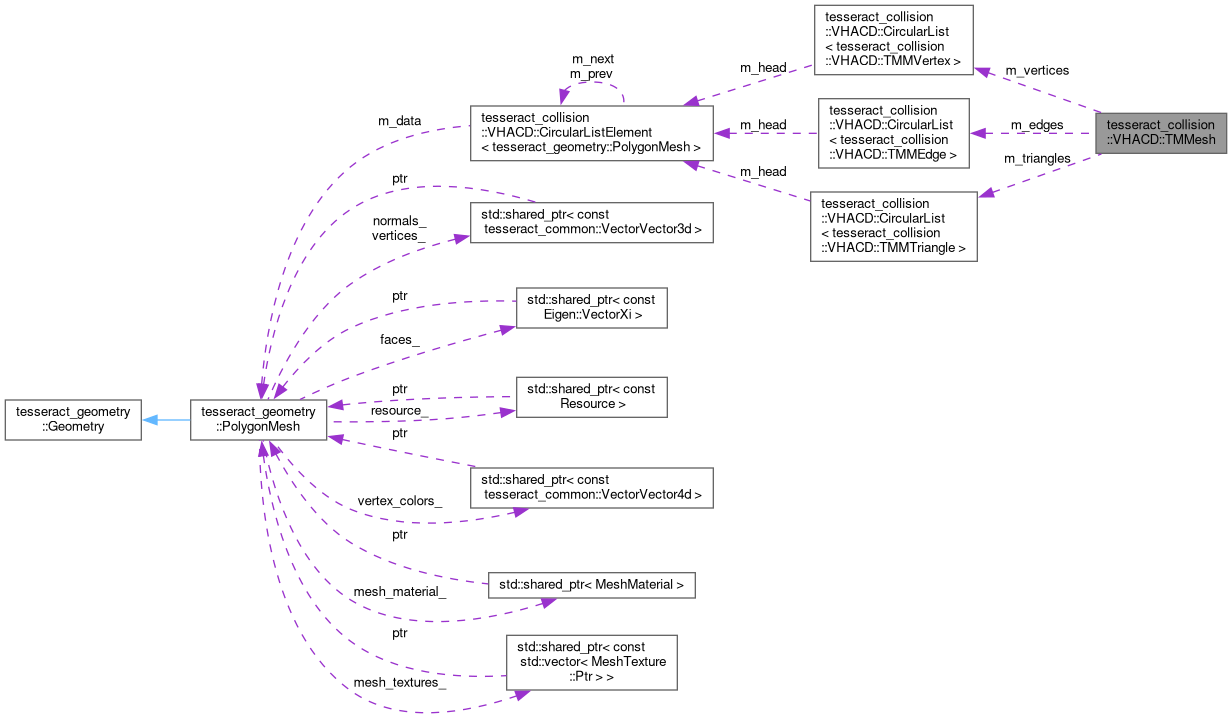 tesseract_collision
::VHACD::CircularList
< tesseract_collision
::VHACD::TMMVertex >
m_next
m_prev
m_head
m_vertices
tesseract_collision
::VHACD::CircularListElement
< tesseract_geometry::PolygonMesh >
m_data
m_head
tesseract_collision
::VHACD::CircularList
< tesseract_collision
::VHACD::TMMEdge >
m_edges
tesseract_collision
::VHACD::TMMesh
m_triangles
m_head
tesseract_collision
::VHACD::CircularList
< tesseract_collision
::VHACD::TMMTriangle >
ptr
std::shared_ptr< const
tesseract_common::VectorVector3d >
normals_
vertices_
ptr
std::shared_ptr< const
Eigen::VectorXi >
faces_
ptr
std::shared_ptr< const
Resource >
resource_
tesseract_geometry
::Geometry
tesseract_geometry
::PolygonMesh
ptr
std::shared_ptr< const
tesseract_common::VectorVector4d >
vertex_colors_
ptr
std::shared_ptr< MeshMaterial >
mesh_material_
ptr
std::shared_ptr< const
std::vector< MeshTexture
::Ptr > >
mesh_textures_